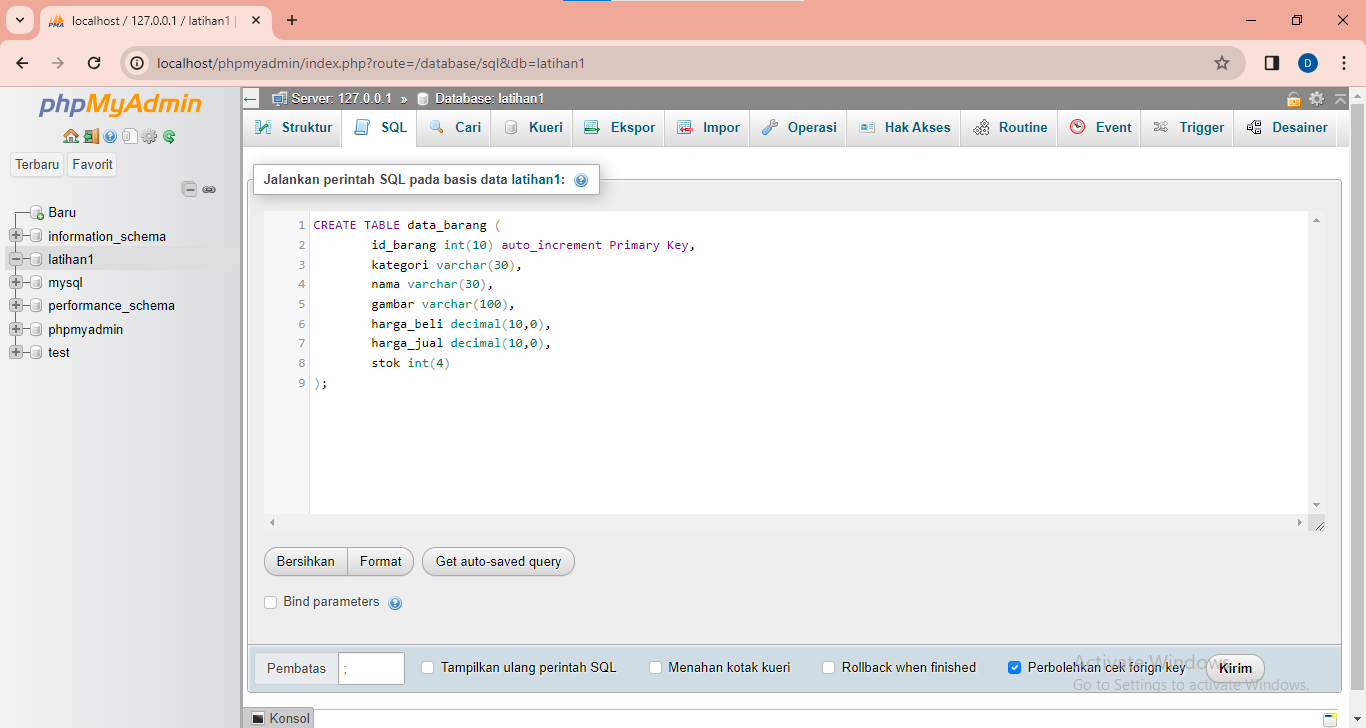 localhost / 127.0.0.1 / latihan1 |
localhost/phpmyadmin/index.php?route=/database/sql&db=latihan1
D
phpMyAdmin
Terbaru Favorit
Baru
information_schema
latihan1
mysql
performance_schema
phpmyadmin
test
Server: 127.0.0.1 » Database: latihan1
Struktur SQL Cari Kueri Ekspor Impor Operasi Hak Akses Routine Event Trigger Desainer
Jalankan perintah SQL pada basis data latihan1:
1 CREATE TABLE data_barang (
2 id_barang int(10) auto_increment Primary Key,
3 kategori varchar(30),
4 nama varchar(30),
5 gambar varchar(100),
6 harga_beli decimal(10,0),
7 harga_jual decimal(10,0),
8 stok int(4)
9 );
Bersihkan Format Get auto-saved query
Bind parameters
Pembatas ; Tampilkan ulang perintah SQL Menahan kotak kueri Rollback when finished Perbolehkan cek forign key Kirim
Activate Windows
Go to Settings to activate Windows.
Konsol